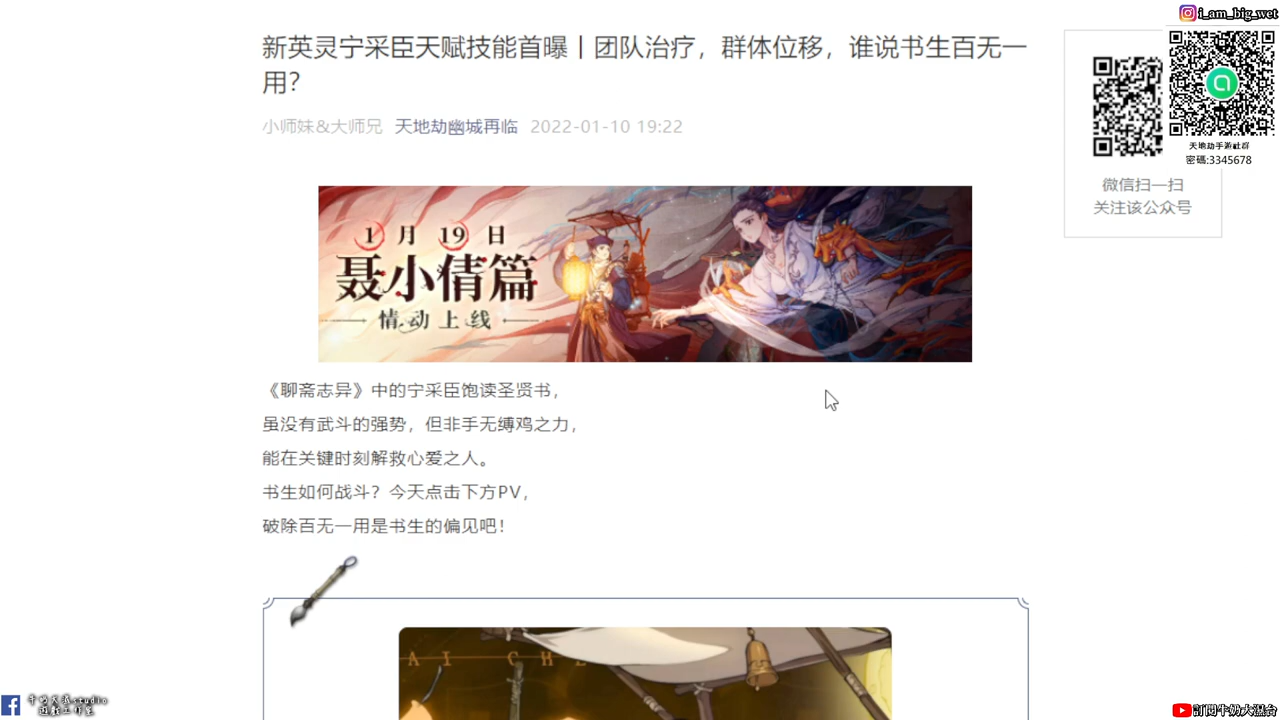 新英灵宁采臣天赋技能首曝丨团队治疗，群体位移，谁说书生百无一
用？
小师妹&大师兄 天地劫幽城再临 2022-01-10 19:22
i_am_big_wet
天地劫手游社群
密碼:3345678
微信扫一扫
关注该公众号
1月19日
聂小倩篇
情动上线
《聊斋志异》中的宁采臣饱读圣贤书，
虽没有武斗的强势，但非手无缚鸡之力，
能在关键时刻解救心爱之人。
书生如何战斗？今天点击下方PV，
破除百无一用是书生的偏见吧！
AI CHE
studio
遊戲工作室
訂閱牛奶大濕台